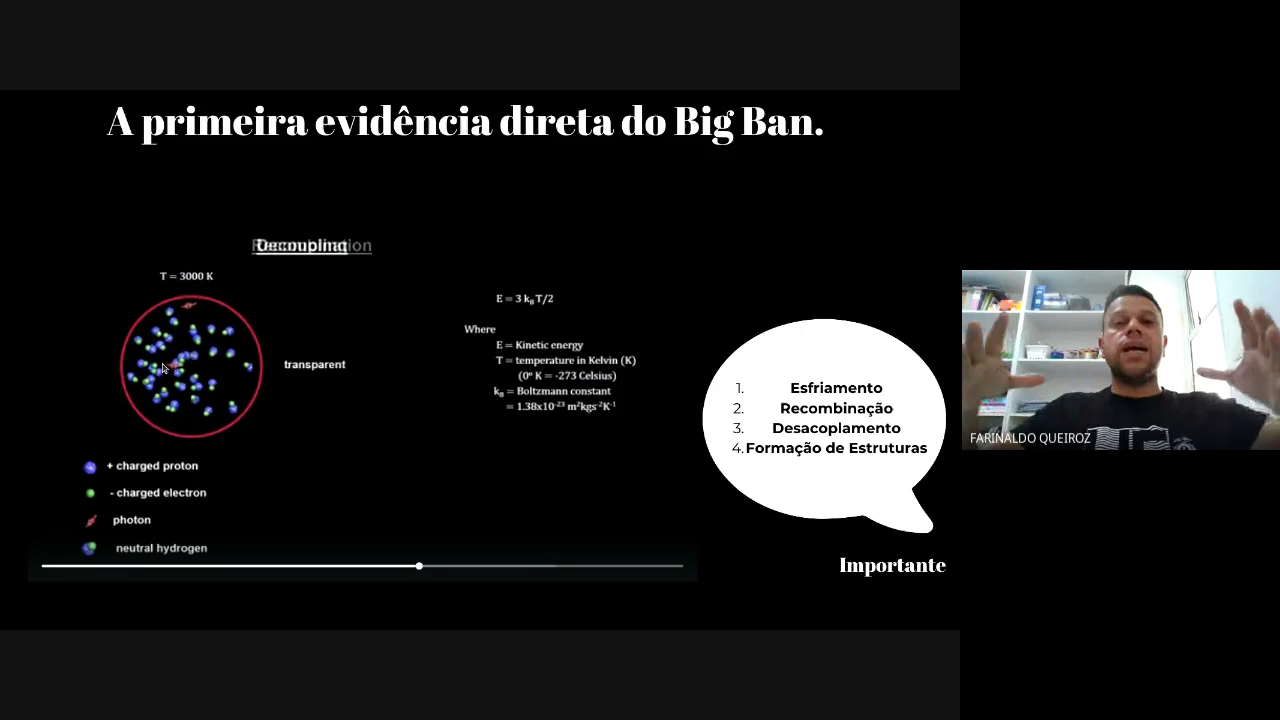 A primeira evidência direta do Big Ban.
Decoupling
T = 3000 K
transparent
+ charged proton
- charged electron
photon
neutral hydrogen
E = 3 k_B T/2
Where
E = Kinetic energy
T = temperature in Kelvin (K)
(0° K = -273 Celsius)
k_B = Boltzmann constant
= 1.38x10⁻²³ m²kgs⁻²K⁻¹
1. Esfriamento
2. Recombinação
3. Desacoplamento
4. Formação de Estruturas
Importante
FARINALDO QUEIROZ